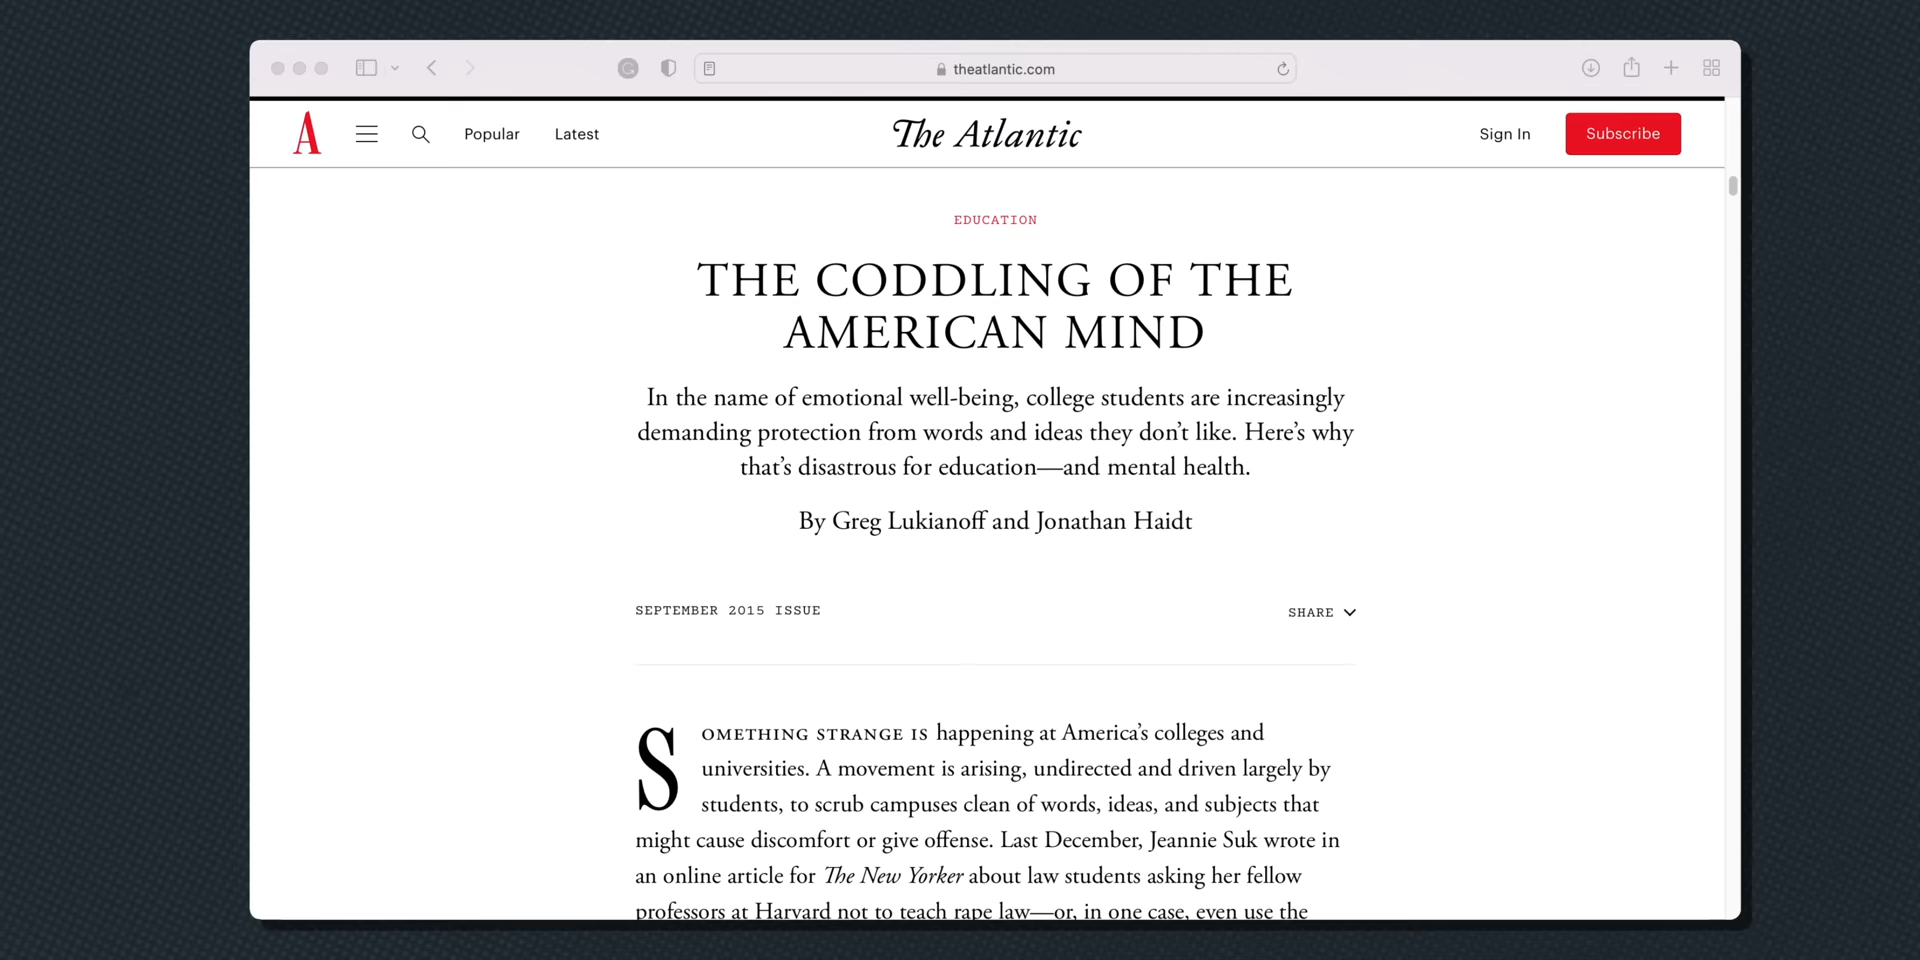 theatlantic.com
A
Popular
Latest
The Atlantic
Sign In
Subscribe
EDUCATION
THE CODDLING OF THE
AMERICAN MIND
In the name of emotional well-being, college students are increasingly
demanding protection from words and ideas they don’t like. Here’s why
that’s disastrous for education—and mental health.
By Greg Lukianoff and Jonathan Haidt
SEPTEMBER 2015 ISSUE
SHARE
SOMETHING STRANGE IS happening at America’s colleges and
universities. A movement is arising, undirected and driven largely by
students, to scrub campuses clean of words, ideas, and subjects that
might cause discomfort or give offense. Last December, Jeannie Suk wrote in
an online article for The New Yorker about law students asking her fellow
professors at Harvard not to teach rape law—or, in one case, even use the